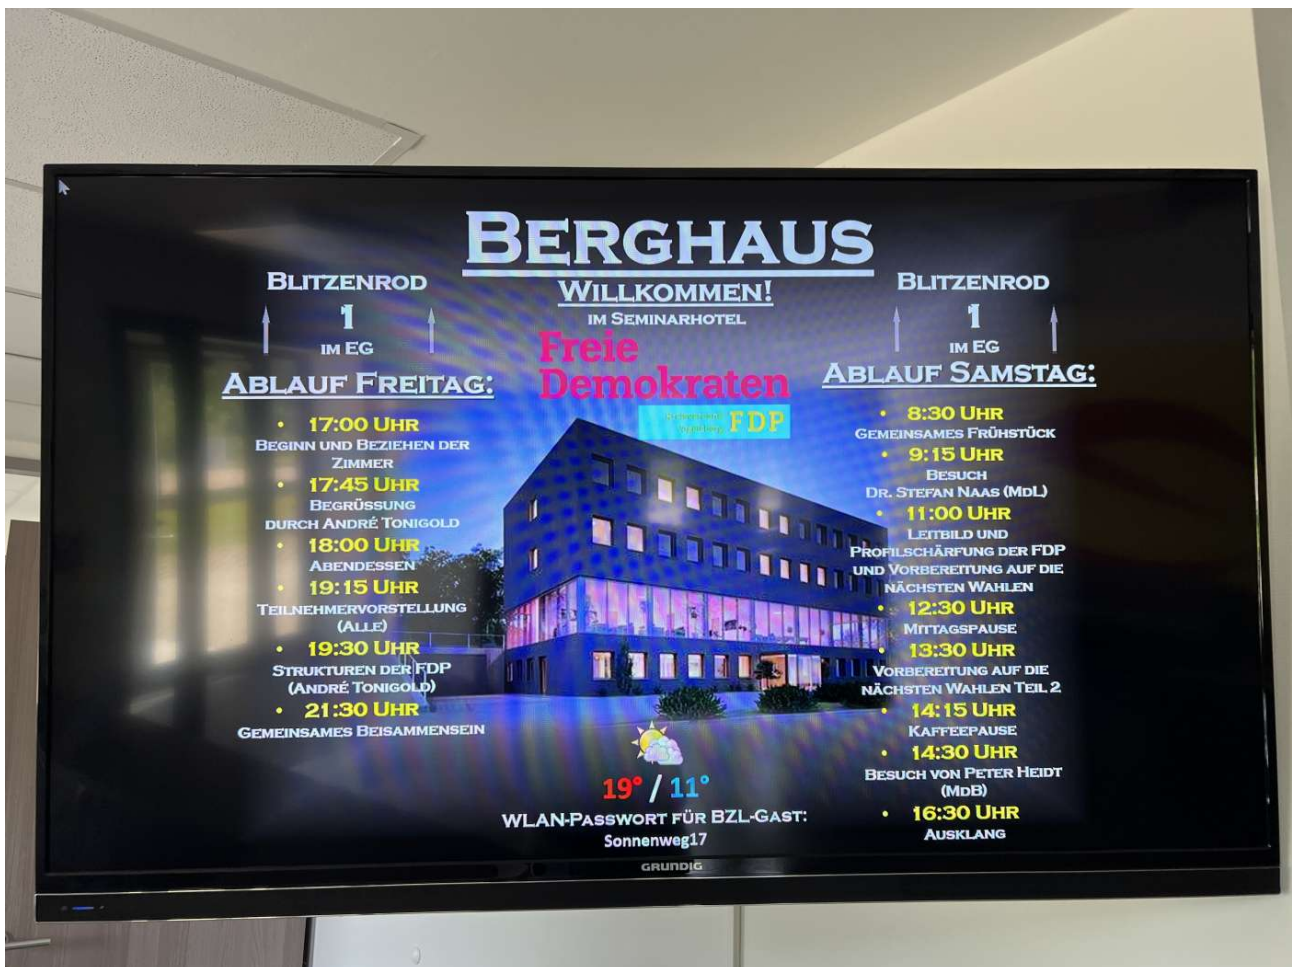 BERGHAUS
WILLKOMMEN!
IM SEMINARHOTEL
Freie
Demokraten
FDP
BLITZENROD
1
IM EG
ABLAUF FREITAG:
• 17:00 UHR
BEGINN UND BEZIEHEN DER
ZIMMER
• 17:45 UHR
BEGRÜSSUNG
DURCH ANDRÉ TONIGOLD
• 18:00 UHR
ABENDESSEN
• 19:15 UHR
TEILNEHMERVORSTELLUNG
(ALLE)
• 19:30 UHR
STRUKTUREN DER FDP
(ANDRÉ TONIGOLD)
• 21:30 UHR
GEMEINSAMES BEISAMMENSEIN
BLITZENROD
1
IM EG
ABLAUF SAMSTAG:
• 8:30 UHR
GEMEINSAMES FRÜHSTÜCK
• 9:15 UHR
BESUCH
DR. STEFAN NAAS (MDL)
• 11:00 UHR
LEITBILD UND
PROFILSCHÄRFUNG DER FDP
UND VORBEREITUNG AUF DIE
NÄCHSTEN WAHLEN
• 12:30 UHR
MITTAGSPAUSE
• 13:30 UHR
VORBEREITUNG AUF DIE
NÄCHSTEN WAHLEN TEIL 2
• 14:15 UHR
KAFFEEPAUSE
• 14:30 UHR
BESUCH VON PETER HEIDT
(MDB)
• 16:30 UHR
AUSKLANG
19° / 11°
WLAN-PASSWORT FÜR BZL-GAST:
Sonnenweg17
GRUNDIG